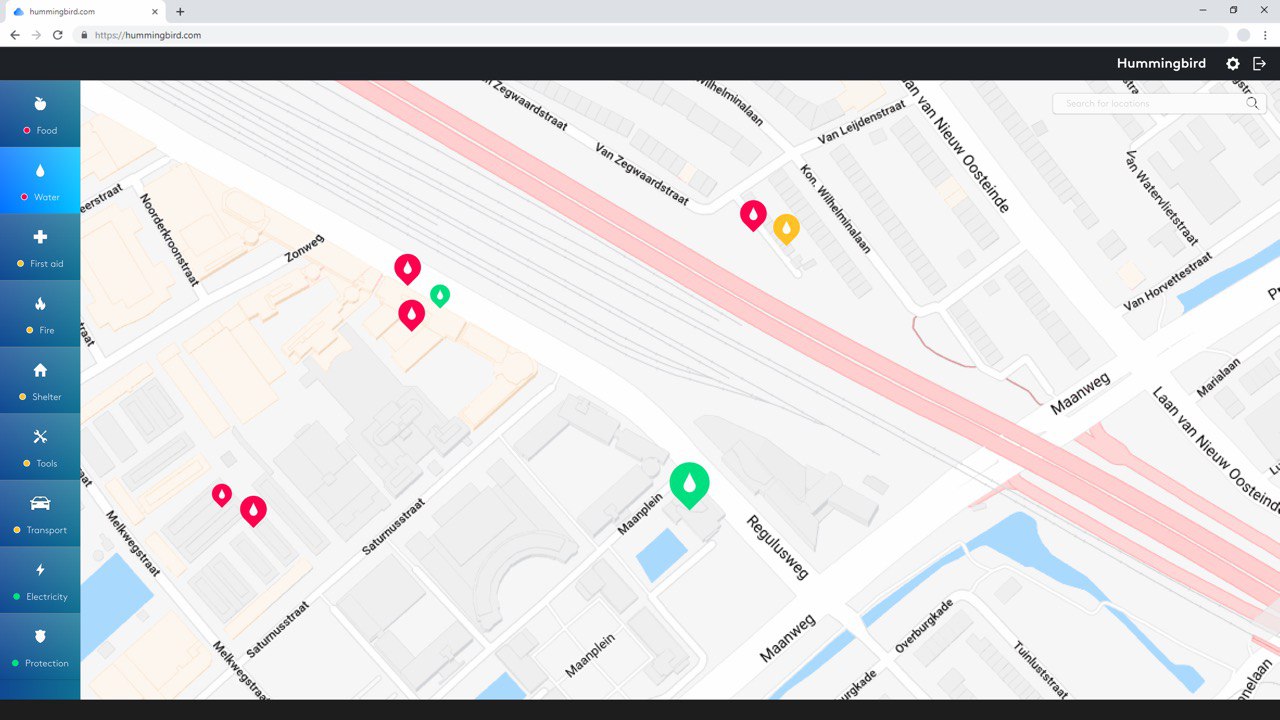 hummingbird.com
https://hummingbird.com
Hummingbird
Search for locations
Food
Water
First aid
Fire
Shelter
Tools
Transport
Electricity
Protection
Van Zegwaardstraat
Wilhelminalaan
Van Leijdenstraat
Laan van Nieuw Oosteinde
Van Zegwaardstraat
Kon. Wilhelminalaan
Van Watervlietstraat
Van Horvettestraat
Noorderkroonstraat
Zonweg
Maanweg
Marialaan
Laan van Nieuw Oosteinde
Saturnusstraat
Maanplein
Regulusweg
Melkwegstraat
Saturnusstraat
Maanplein
Maanweg
Overburgkade
Tuinluststraat
Melkwegstraat